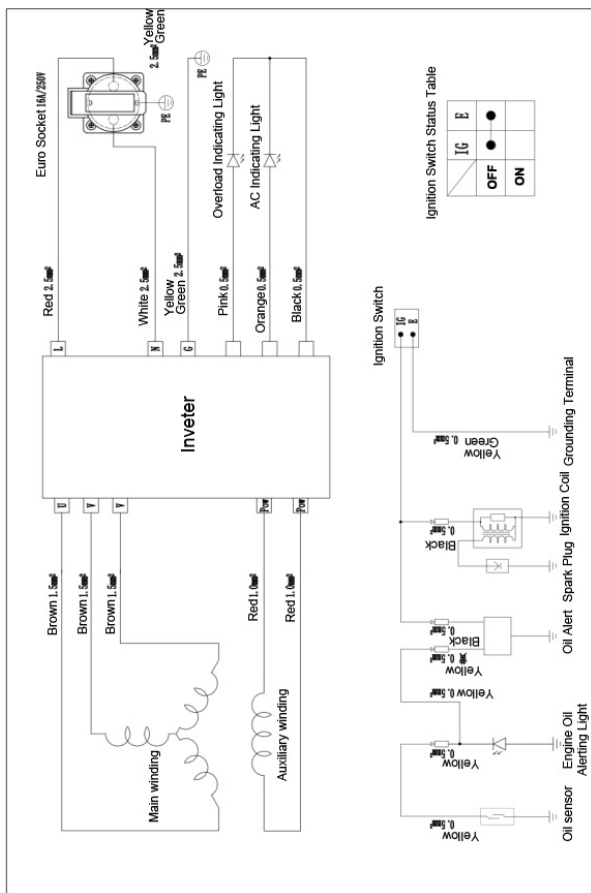 Euro Socket 16A/250V
Yellow
Green
2.5mm²
PE
PE
Overload Indicating Light
AC Indicating Light
Red 2.5mm²
White 2.5mm²
Yellow
Green 2.5mm²
Pink 0.5mm²
Orange 0.5mm²
Black 0.5mm²
L
N
G
Inveter
U
V
V
Pow
Pow
Brown 1.5mm²
Brown 1.5mm²
Brown 1.5mm²
Red 1.0mm²
Red 1.0mm²
Main winding
Auxiliary winding
Ignition Switch Status Table
IG
E
OFF
ON
Ignition Switch
IG
Yellow
Green
0.5mm²
Grounding Terminal
Black
0.5mm²
Ignition Coil
Spark Plug
Black
0.5mm²
Yellow
0.5mm² 黄
Oil Alert
Yellow 0.5mm²
Yellow
0.5mm²
Engine Oil
Alerting Light
Yellow
0.5mm²
Oil sensor